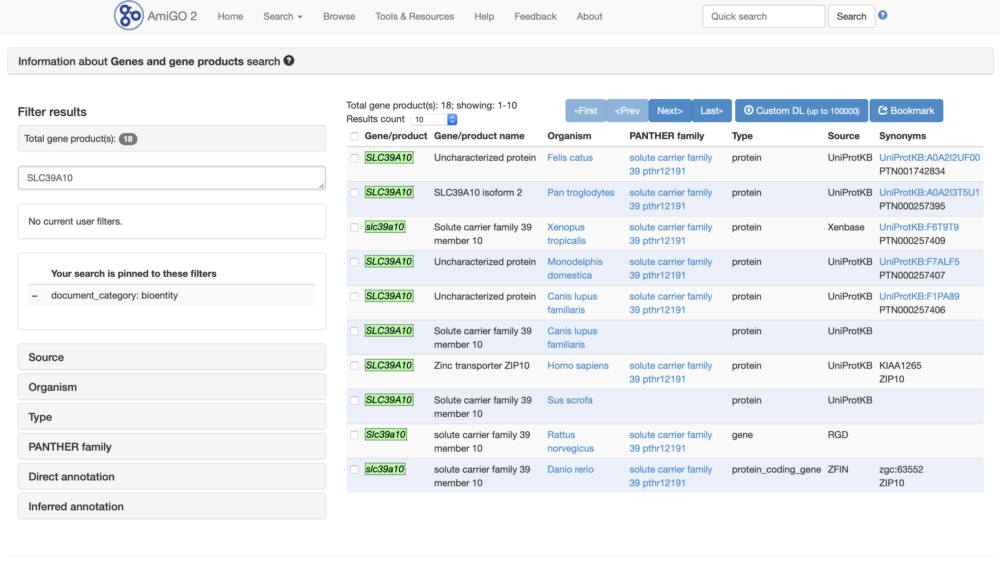 AmiGO 2 Home Search Browse Tools & Resources Help Feedback About Quick search Search ?
Information about Genes and gene products search ?
Filter results
Total gene product(s): 18
SLC39A10
No current user filters.
Your search is pinned to these filters
– document_category: bioentity
Source
Organism
Type
PANTHER family
Direct annotation
Inferred annotation
Total gene product(s): 18; showing: 1-10
Results count 10
«First <Prev Next> Last» Custom DL (up to 100000) Bookmark
Gene/product Gene/product name Organism PANTHER family Type Source Synonyms
SLC39A10 Uncharacterized protein Felis catus solute carrier family protein UniProtKB UniProtKB:A0A2I2UF00
39 pthr12191 PTN001742834
SLC39A10 SLC39A10 isoform 2 Pan troglodytes solute carrier family protein UniProtKB UniProtKB:A0A2I3T5U1
39 pthr12191 PTN000257395
slc39a10 Solute carrier family 39 Xenopus solute carrier family protein Xenbase UniProtKB:F6T9T9
member 10 tropicalis 39 pthr12191 PTN000257409
SLC39A10 Uncharacterized protein Monodelphis solute carrier family protein UniProtKB UniProtKB:F7ALF5
domestica 39 pthr12191 PTN000257407
SLC39A10 Uncharacterized protein Canis lupus solute carrier family protein UniProtKB UniProtKB:F1PA89
familiaris 39 pthr12191 PTN000257406
SLC39A10 Solute carrier family 39 Canis lupus protein UniProtKB
member 10 familiaris
SLC39A10 Zinc transporter ZIP10 Homo sapiens solute carrier family protein UniProtKB KIAA1265
39 pthr12191 ZIP10
SLC39A10 Solute carrier family 39 Sus scrofa protein UniProtKB
member 10
Slc39a10 solute carrier family 39 Rattus solute carrier family gene RGD
member 10 norvegicus 39 pthr12191
slc39a10 solute carrier family 39 Danio rerio solute carrier family protein_coding_gene ZFIN zgc:63552
member 10 39 pthr12191 ZIP10